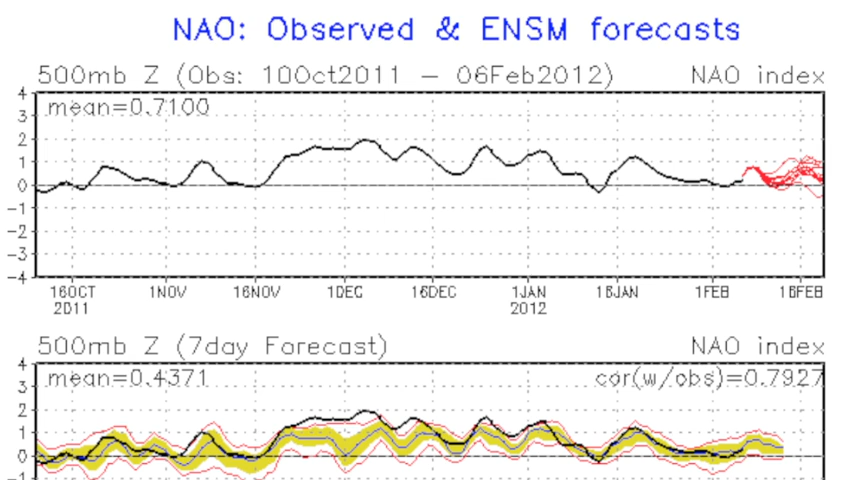 NAO: Observed & ENSM forecasts
500mb Z (Obs: 10Oct2011 – 06Feb2012) NAO index
mean=0.7100
4
3
2
1
0
-1
-2
-3
-4
16OCT 1NOV 16NOV 1DEC 16DEC 1JAN 16JAN 1FEB 16FEB
2011 2012
500mb Z (7day Forecast) NAO index
mean=0.4371 cor(w/obs)=0.7927
4
3
2
1
0
-1